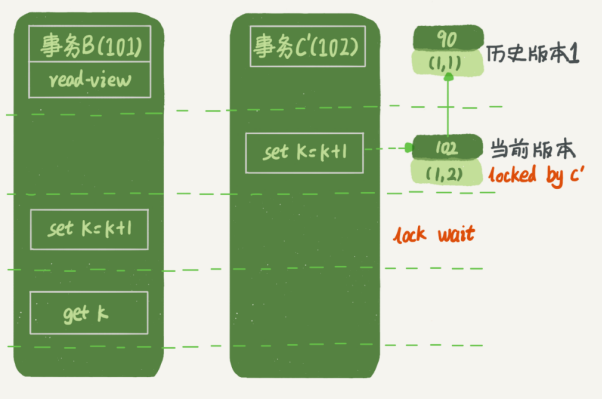 事务B(101)
read-view
事务C'(102)
90
(1,1)
历史版本1
set k=k+1
102
(1,2)
当前版本
locked by c'
set k=k+1
lock wait
get k